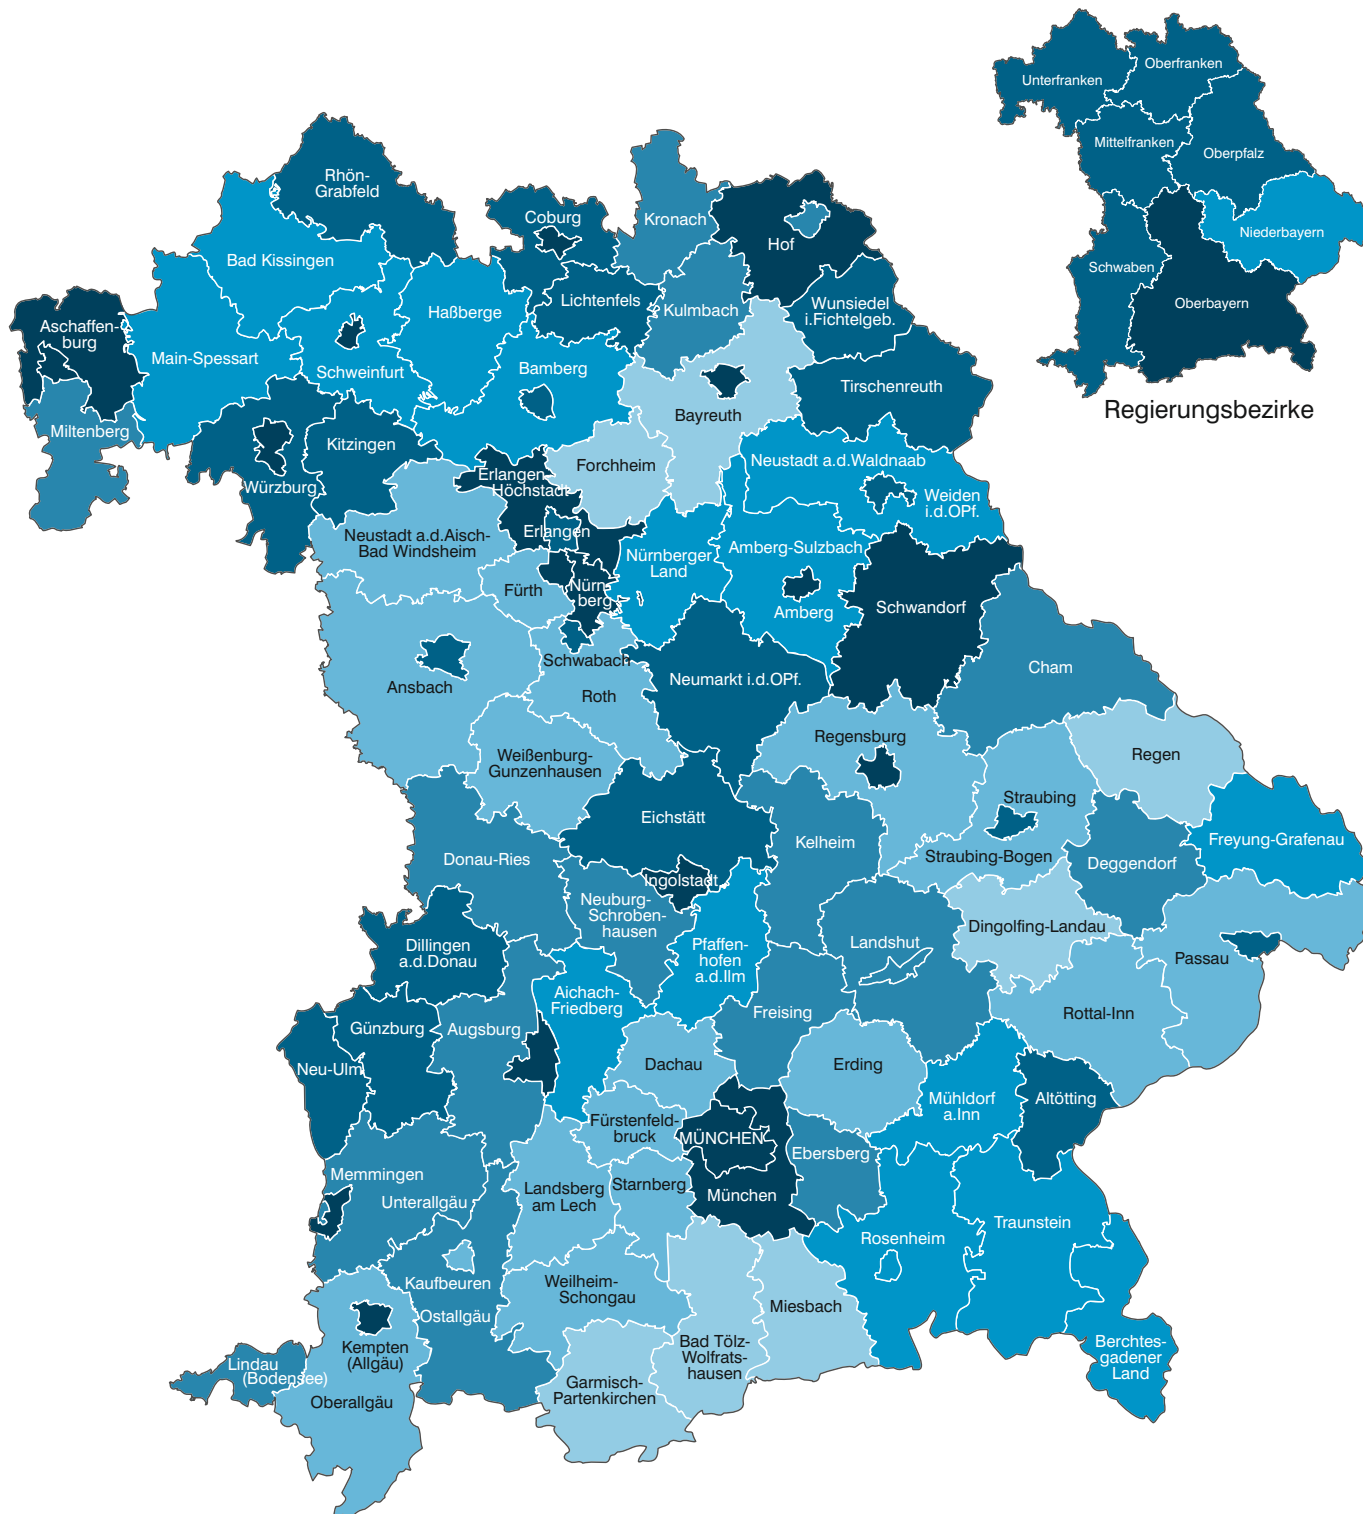 Unterfranken
Oberfranken
Mittelfranken
Oberpfalz
Niederbayern
Schwaben
Oberbayern
Regierungsbezirke
Rhön-
Grabfeld
Coburg
Kronach
Hof
Bad Kissingen
Lichtenfels
Wunsiedel
i.Fichtelgeb.
Haßberge
Kulmbach
Aschaffen-
burg
Main-Spessart
Schweinfurt
Bamberg
Tirschenreuth
Bayreuth
Miltenberg
Kitzingen
Forchheim
Neustadt a.d.Waldnaab
Würzburg
Erlangen-
Höchstadt
Weiden
i.d.OPf.
Neustadt a.d.Aisch-
Bad Windsheim
Erlangen
Nürnberger
Land
Amberg-Sulzbach
Fürth
Nürn-
berg
Amberg
Schwandorf
Schwabach
Ansbach
Roth
Neumarkt i.d.OPf.
Cham
Weißenburg-
Gunzenhausen
Regensburg
Regen
Straubing
Eichstätt
Kelheim
Freyung-Grafenau
Donau-Ries
Straubing-Bogen
Deggendorf
Ingolstadt
Neuburg-
Schroben-
hausen
Dingolfing-Landau
Dillingen
a.d.Donau
Pfaffen-
hofen
a.d.Ilm
Landshut
Passau
Aichach-
Friedberg
Freising
Rottal-Inn
Günzburg
Augsburg
Neu-Ulm
Dachau
Erding
Mühldorf
a.Inn
Altötting
Fürstenfeld-
bruck
MÜNCHEN
Ebersberg
Memmingen
Unterallgäu
Landsberg
am Lech
Starnberg
München
Traunstein
Rosenheim
Kaufbeuren
Weilheim-
Schongau
Ostallgäu
Miesbach
Kempten
(Allgäu)
Bad Tölz-
Wolfrats-
hausen
Berchtes-
gadener
Land
Lindau
(Bodensee)
Garmisch-
Partenkirchen
Oberallgäu